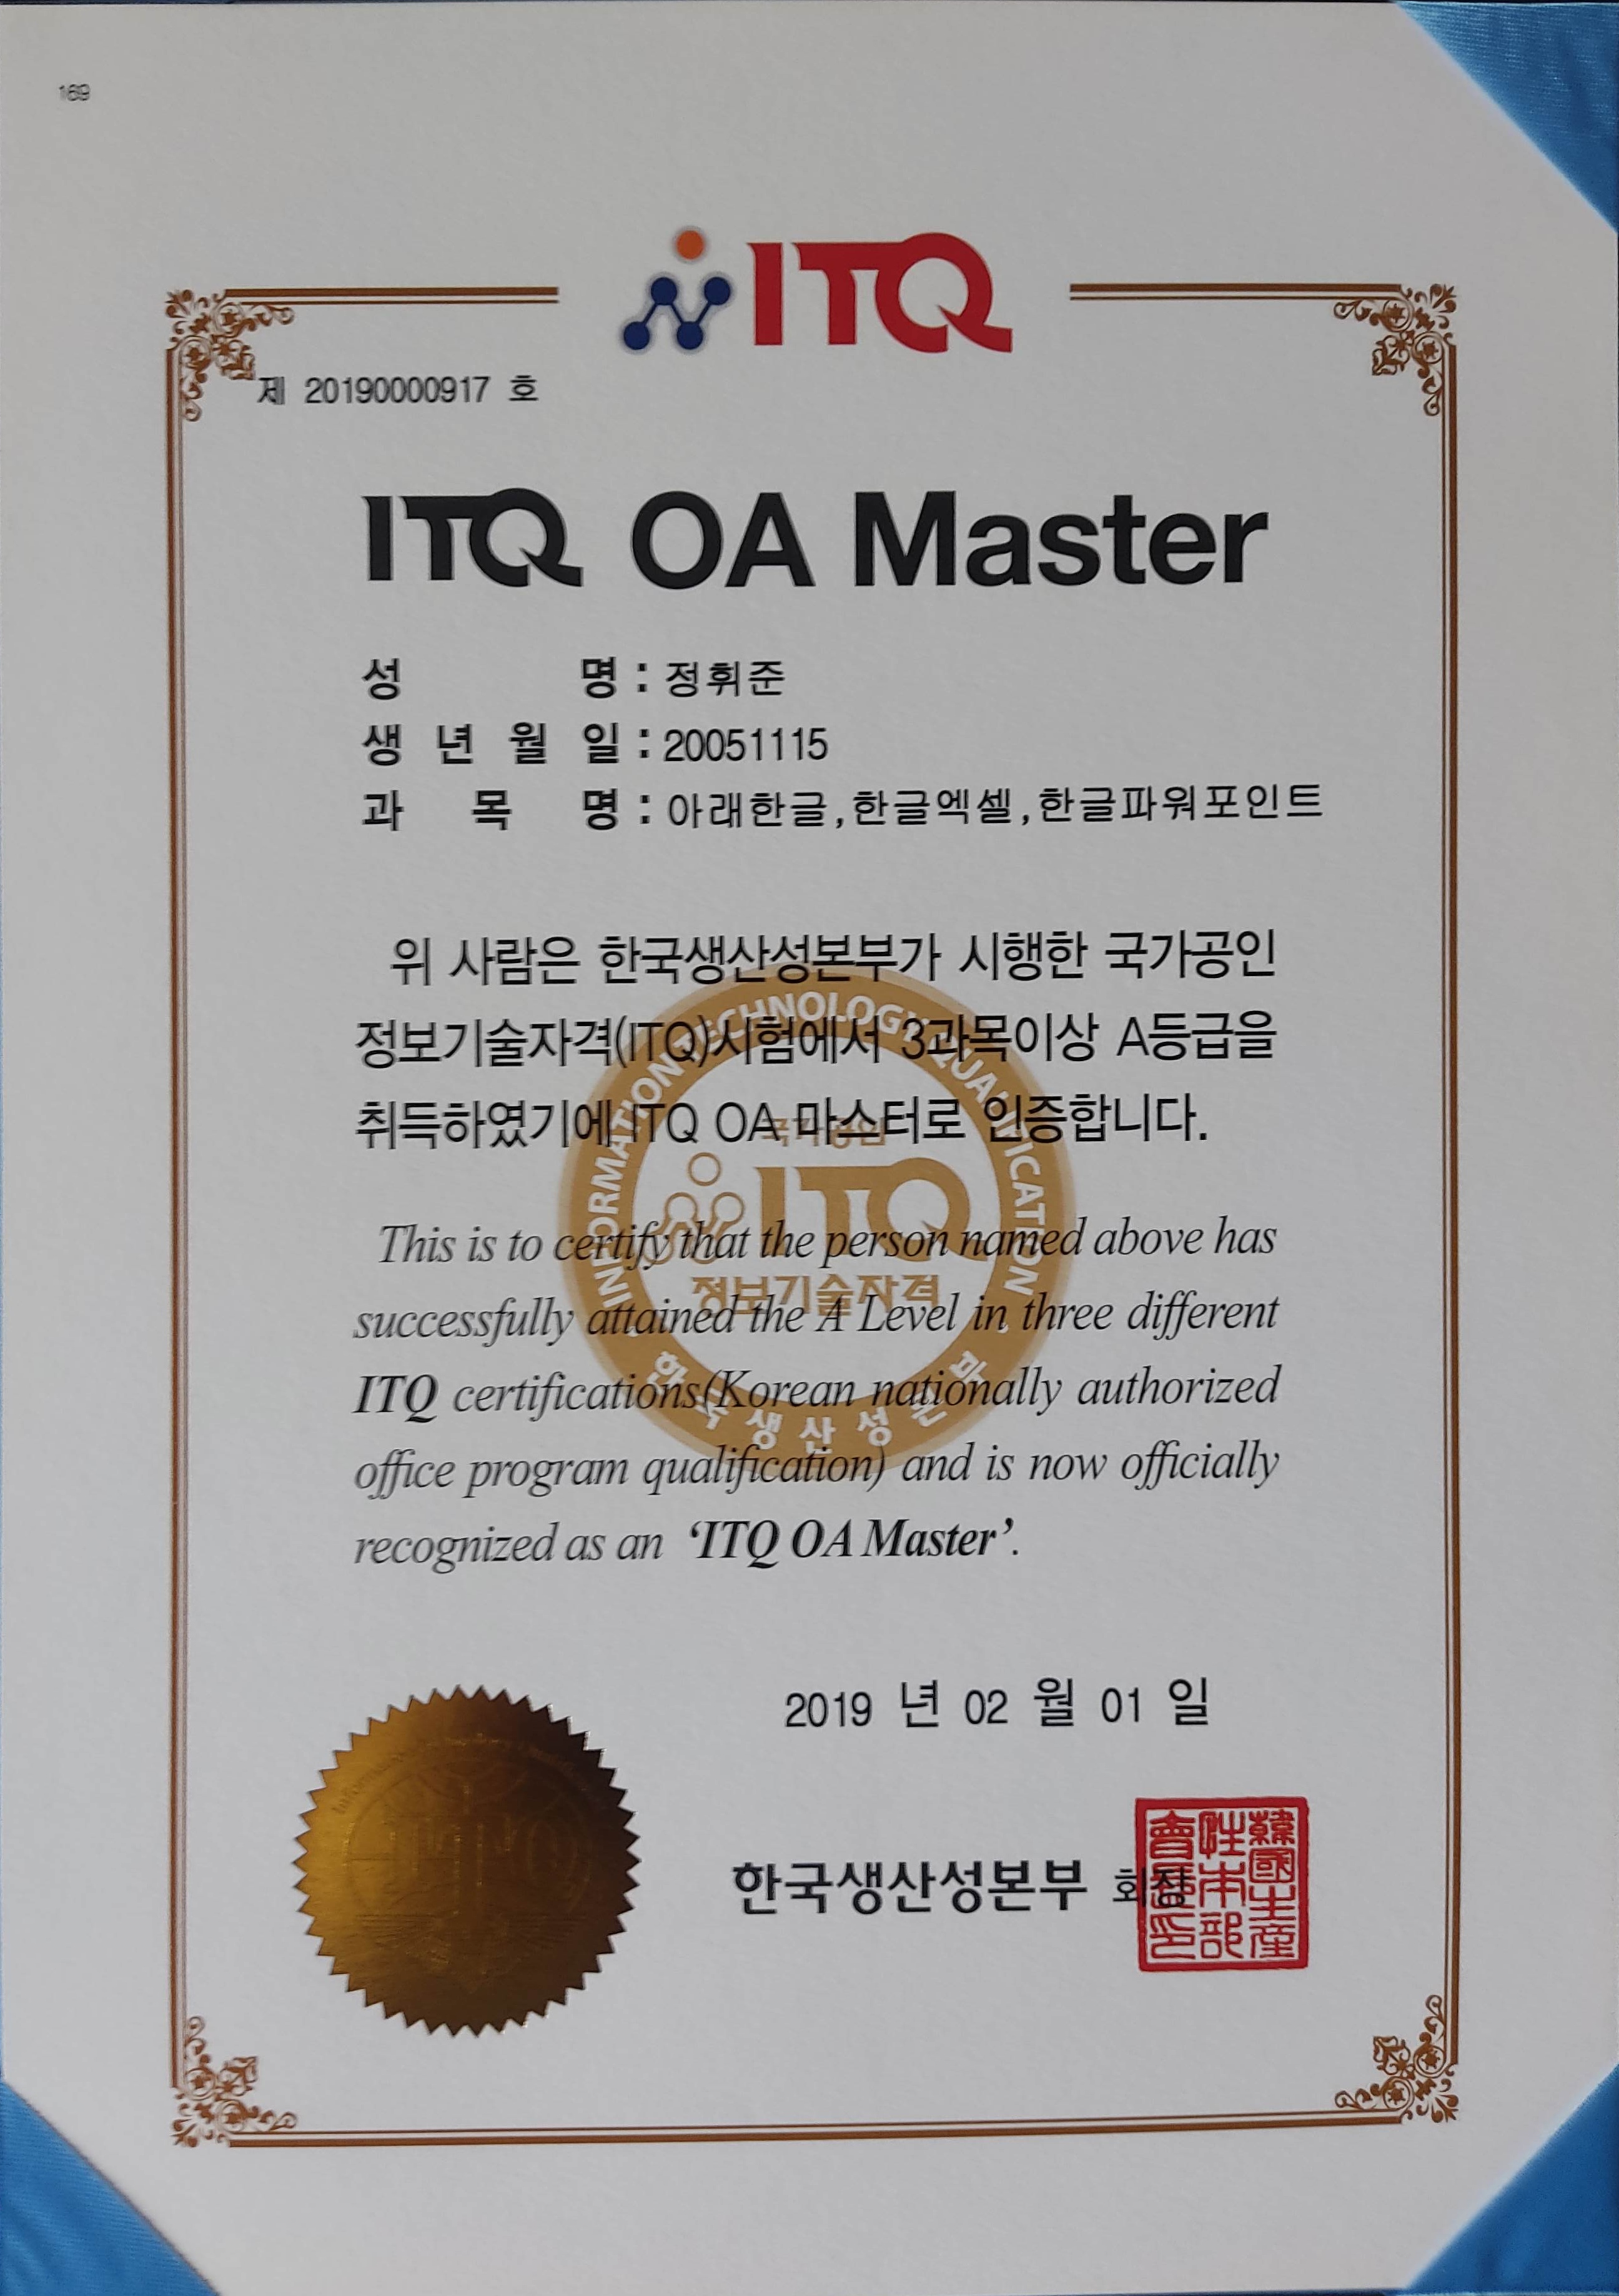 169
ITQ
제 20190000917 호
ITQ OA Master
성 명 : 정휘준
생 년 월 일 : 20051115
과 목 명 : 아래한글,한글엑셀,한글파워포인트
위 사람은 한국생산성본부가 시행한 국가공인
정보기술자격(ITQ)시험에서 3과목이상 A등급을
취득하였기에 ITQ OA 마스터로 인증합니다.
INFORMATION TECHNOLOGY QUALIFICATION
국가공인
ITQ
정보기술자격
한국생산성본부
This is to certify that the person named above has
successfully attained the A Level in three different
ITQ certifications(Korean nationally authorized
office program qualification) and is now officially
recognized as an ‘ITQ OA Master’.
2019 년 02 월 01 일
한국생산성본부 회장
韓國生産
性本部
會